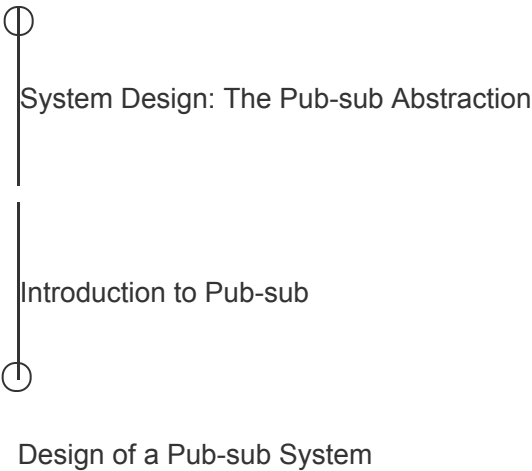 System Design: The Pub-sub Abstraction
Introduction to Pub-sub
Design of a Pub-sub System